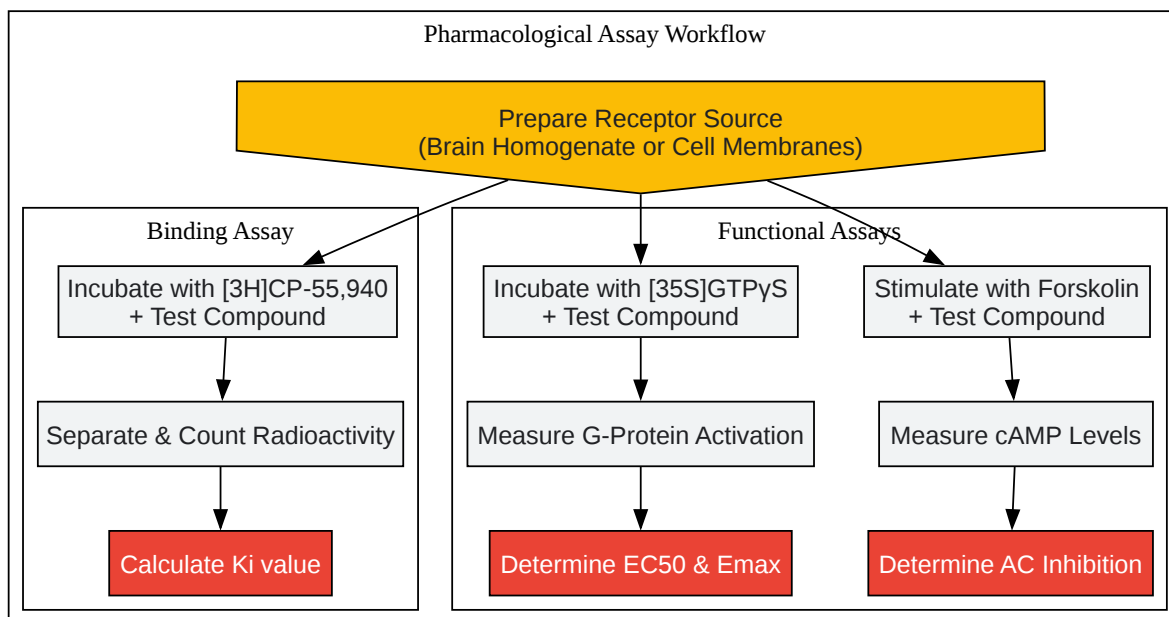 Pharmacological Assay Workflow
Prepare Receptor Source
(Brain Homogenate or Cell Membranes)
Binding Assay
Incubate with [3H]CP-55,940
+ Test Compound
Separate & Count Radioactivity
Calculate Ki value
Functional Assays
Incubate with [35S]GTPγS
+ Test Compound
Measure G-Protein Activation
Determine EC50 & Emax
Stimulate with Forskolin
+ Test Compound
Measure cAMP Levels
Determine AC Inhibition